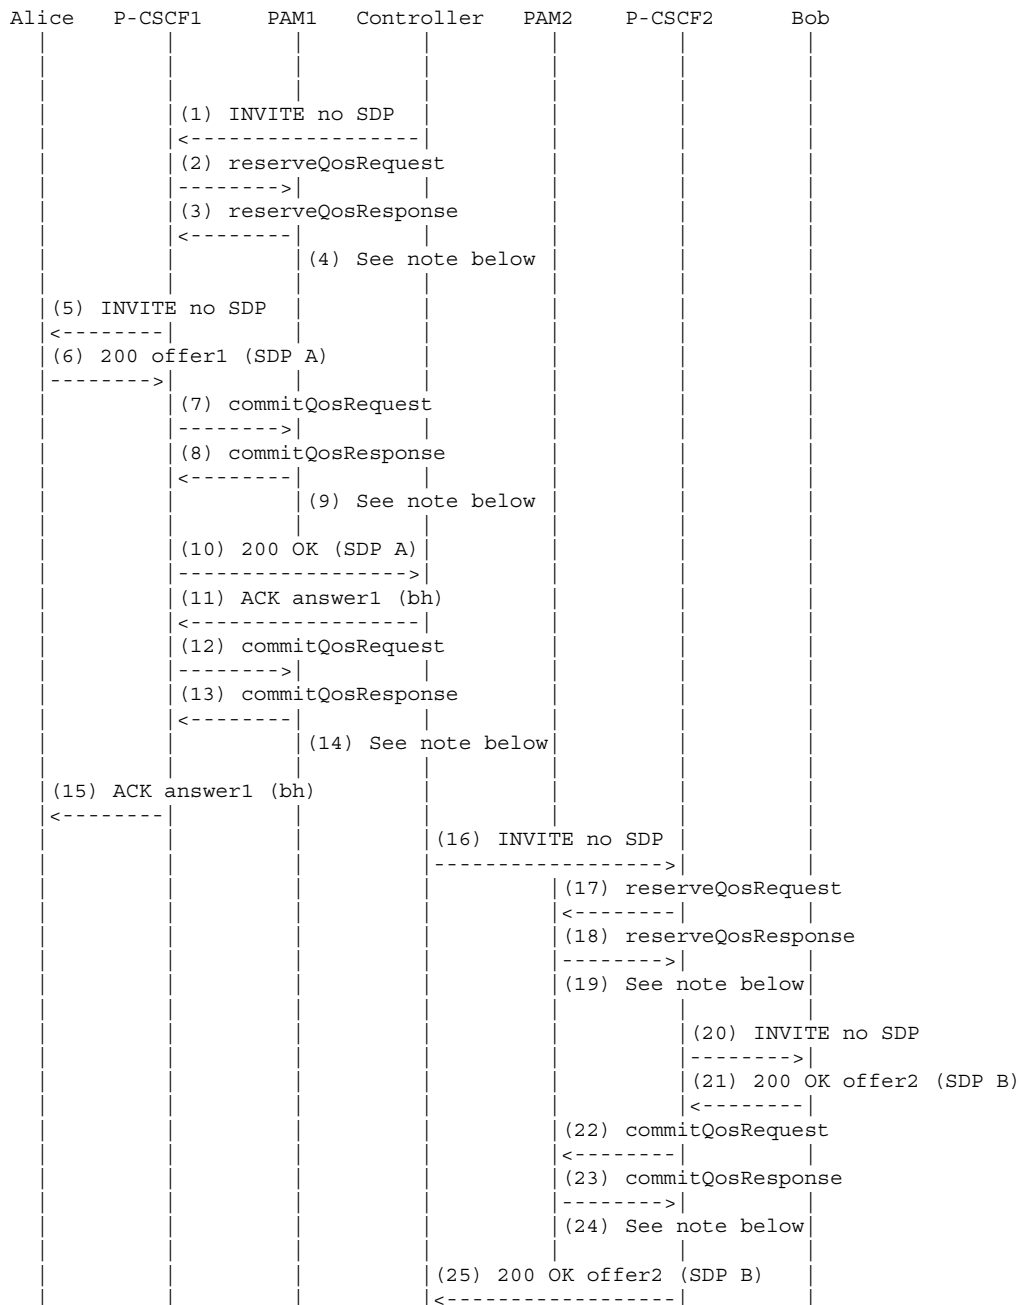 Alice P-CSCF1 PAM1 Controller PAM2 P-CSCF2 Bob
(1) INVITE no SDP
(2) reserveQosRequest
(3) reserveQosResponse
(4) See note below
(5) INVITE no SDP
(6) 200 offer1 (SDP A)
(7) commitQosRequest
(8) commitQosResponse
(9) See note below
(10) 200 OK (SDP A)
(11) ACK answer1 (bh)
(12) commitQosRequest
(13) commitQosResponse
(14) See note below
(15) ACK answer1 (bh)
(16) INVITE no SDP
(17) reserveQosRequest
(18) reserveQosResponse
(19) See note below
(20) INVITE no SDP
(21) 200 OK offer2 (SDP B)
(22) commitQosRequest
(23) commitQosResponse
(24) See note below
(25) 200 OK offer2 (SDP B)